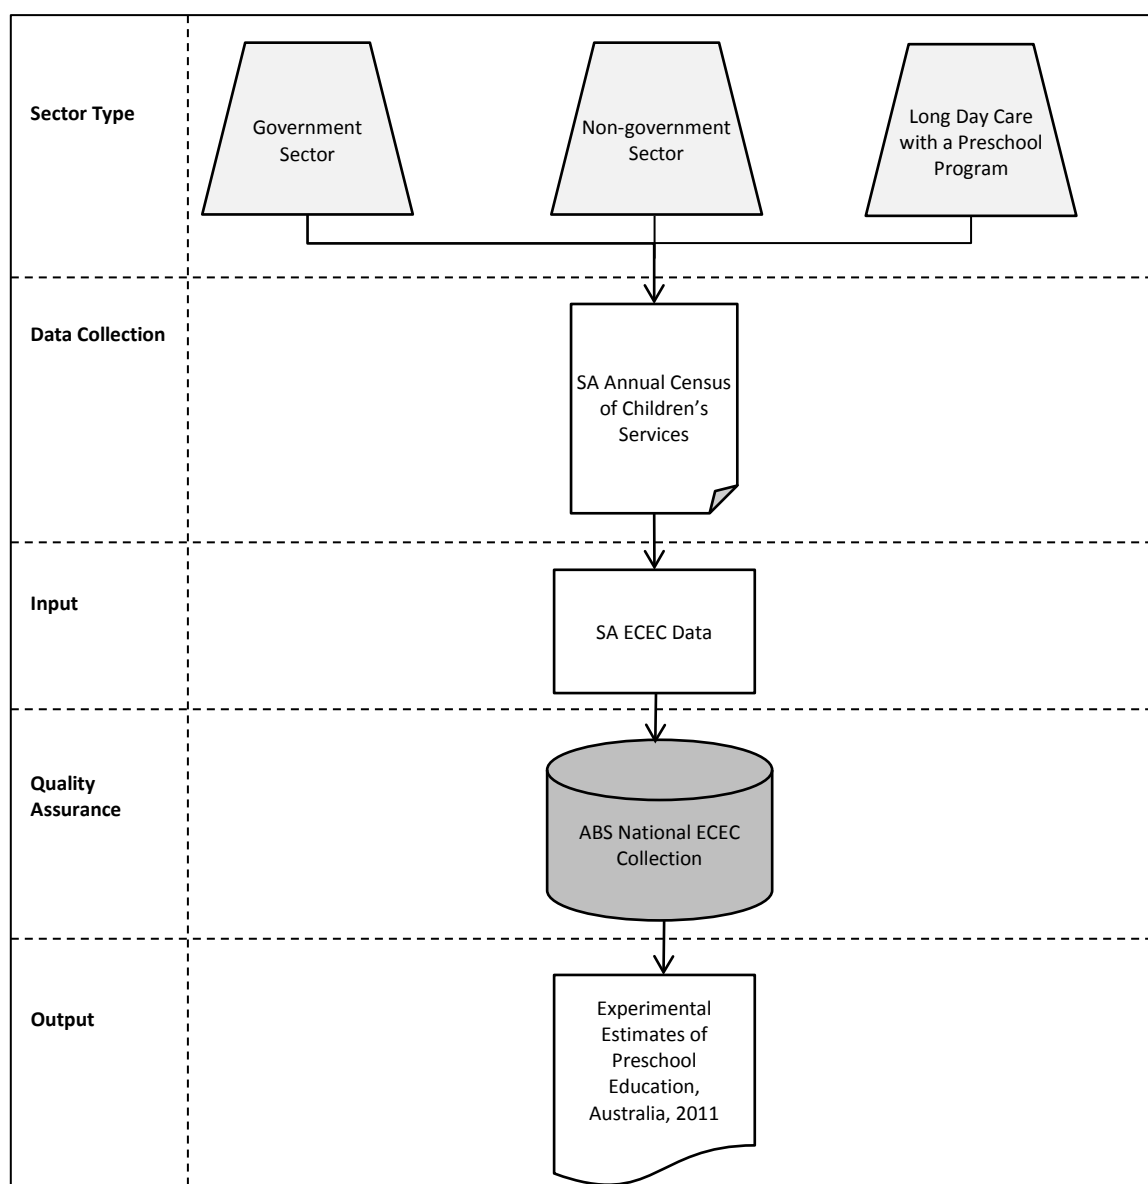 Sector Type
Government
Sector
Non-government
Sector
Long Day Care
with a Preschool
Program
Data Collection
SA Annual Census
of Children's
Services
Input
SA ECEC Data
Quality
Assurance
ABS National ECEC
Collection
Output
Experimental
Estimates of
Preschool
Education,
Australia, 2011